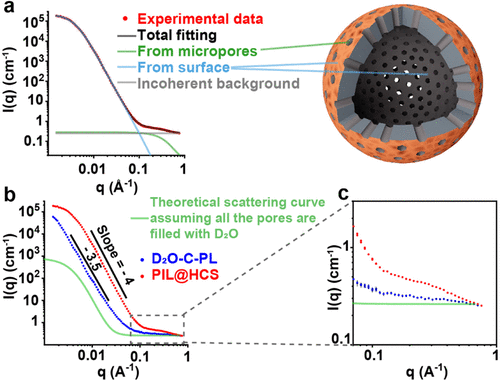 a
10⁵
10⁴
10³
10²
10
1
0.1
I(q) (cm⁻¹)
0.01
0.1
1
q (Å⁻¹)
Experimental data
Total fitting
From micropores
From surface
Incoherent background
b
10⁵
10⁴
10³
10²
10
1
I(q) (cm⁻¹)
0.01
0.1
1
q (Å⁻¹)
- 3.5
Slope = - 4
Theoretical scattering curve
assuming all the pores are
filled with D₂O
D₂O-C-PL
PIL@HCS
c
1
0.1
I(q) (cm⁻¹)
0.1
1
q (Å⁻¹)